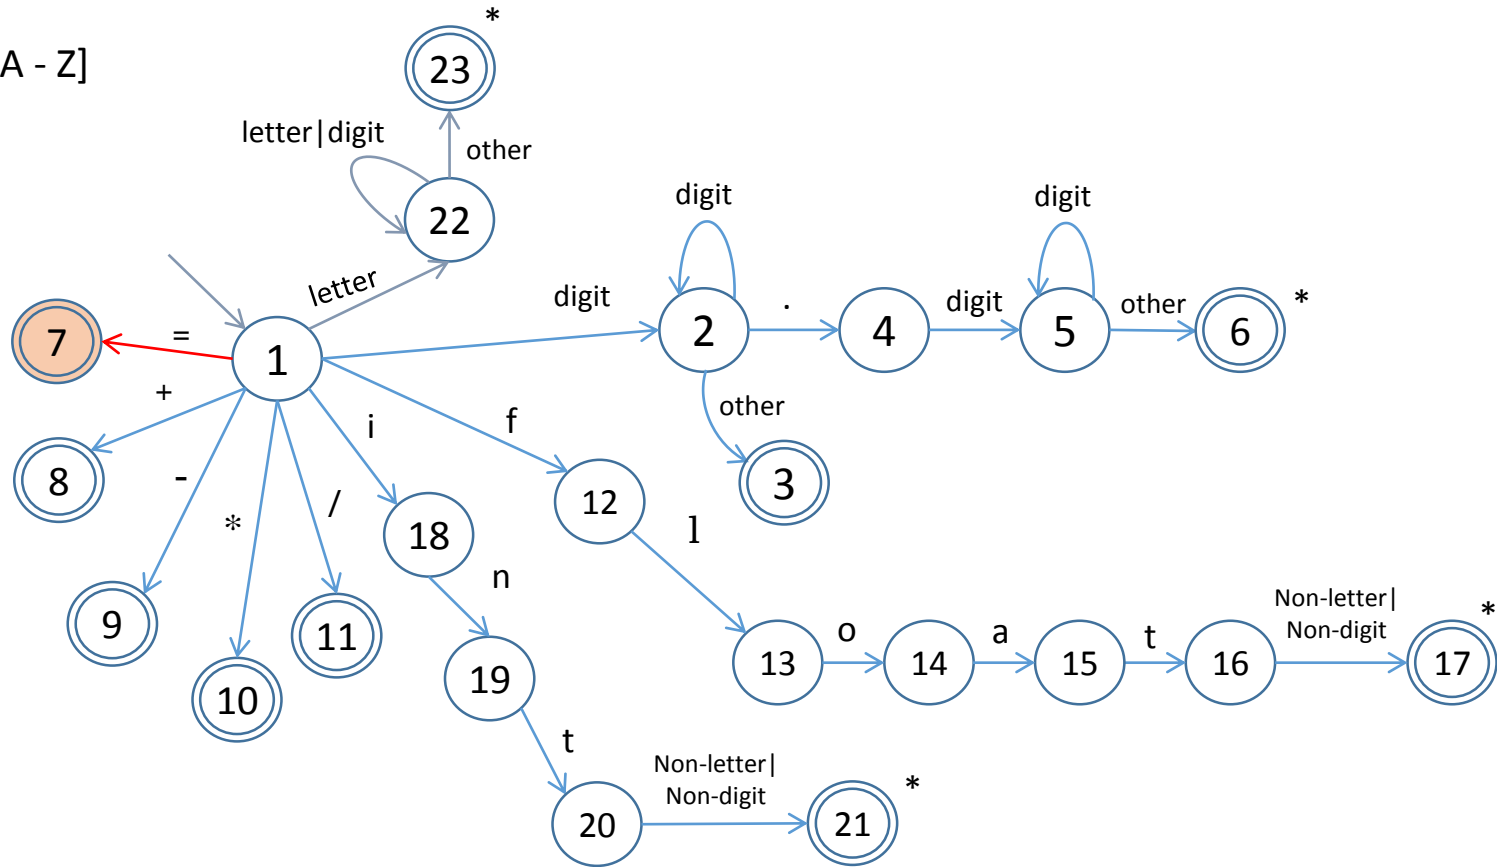 *
23
A - Z]
letter|digit
other
22
digit
digit
letter
digit
.
digit
other
*
=
7
1
2
4
5
6
+
f
other
i
8
-
3
12
*
/
18
l
n
9
11
Non-letter|
Non-digit
*
o
a
t
13
14
15
16
17
19
10
t
Non-letter|
Non-digit
*
20
21